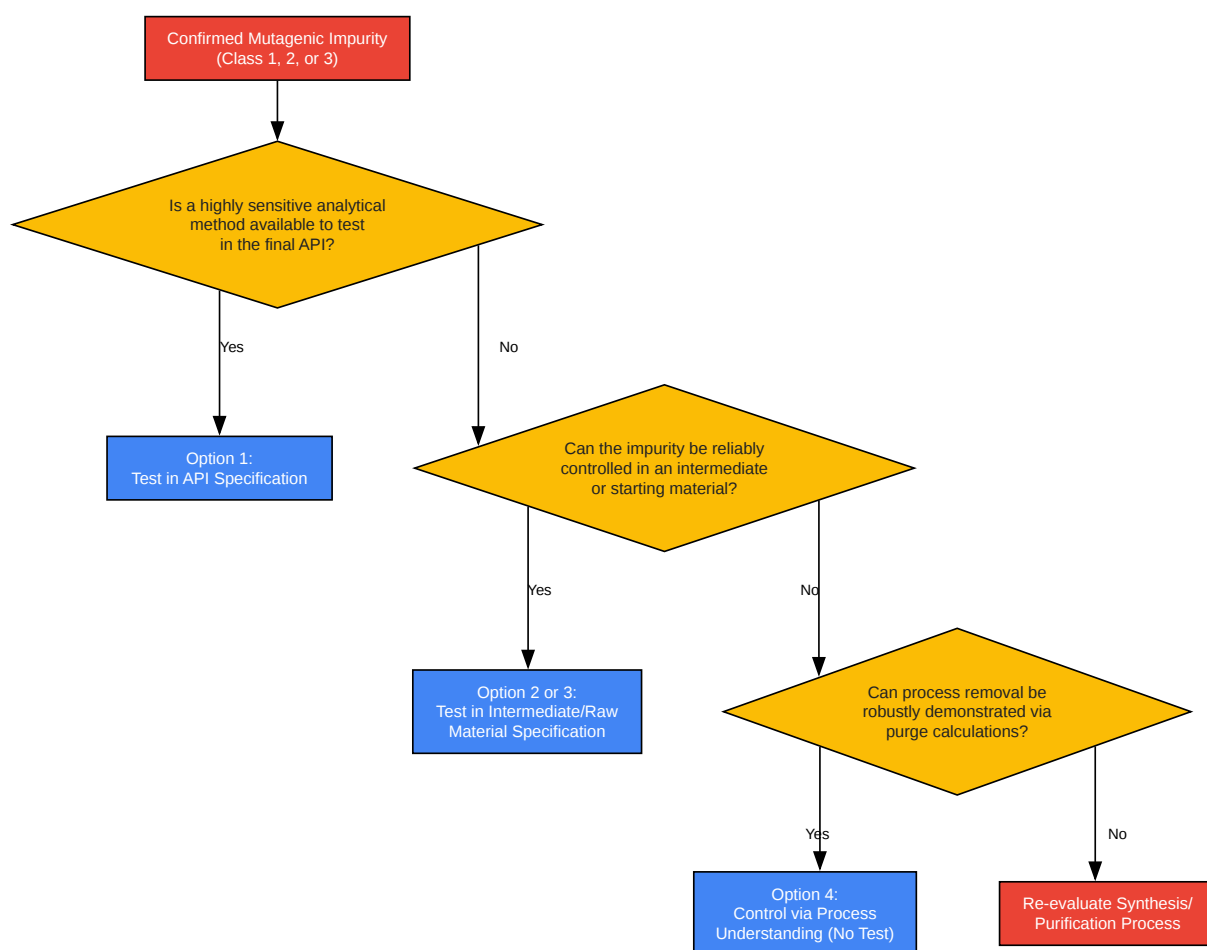 Confirmed Mutagenic Impurity
(Class 1, 2, or 3)
Is a highly sensitive analytical
method available to test
in the final API?
Yes
No
Option 1:
Test in API Specification
Can the impurity be reliably
controlled in an intermediate
or starting material?
Yes
No
Option 2 or 3:
Test in Intermediate/Raw
Material Specification
Can process removal be
robustly demonstrated via
purge calculations?
Yes
No
Option 4:
Control via Process
Understanding (No Test)
Re-evaluate Synthesis/
Purification Process